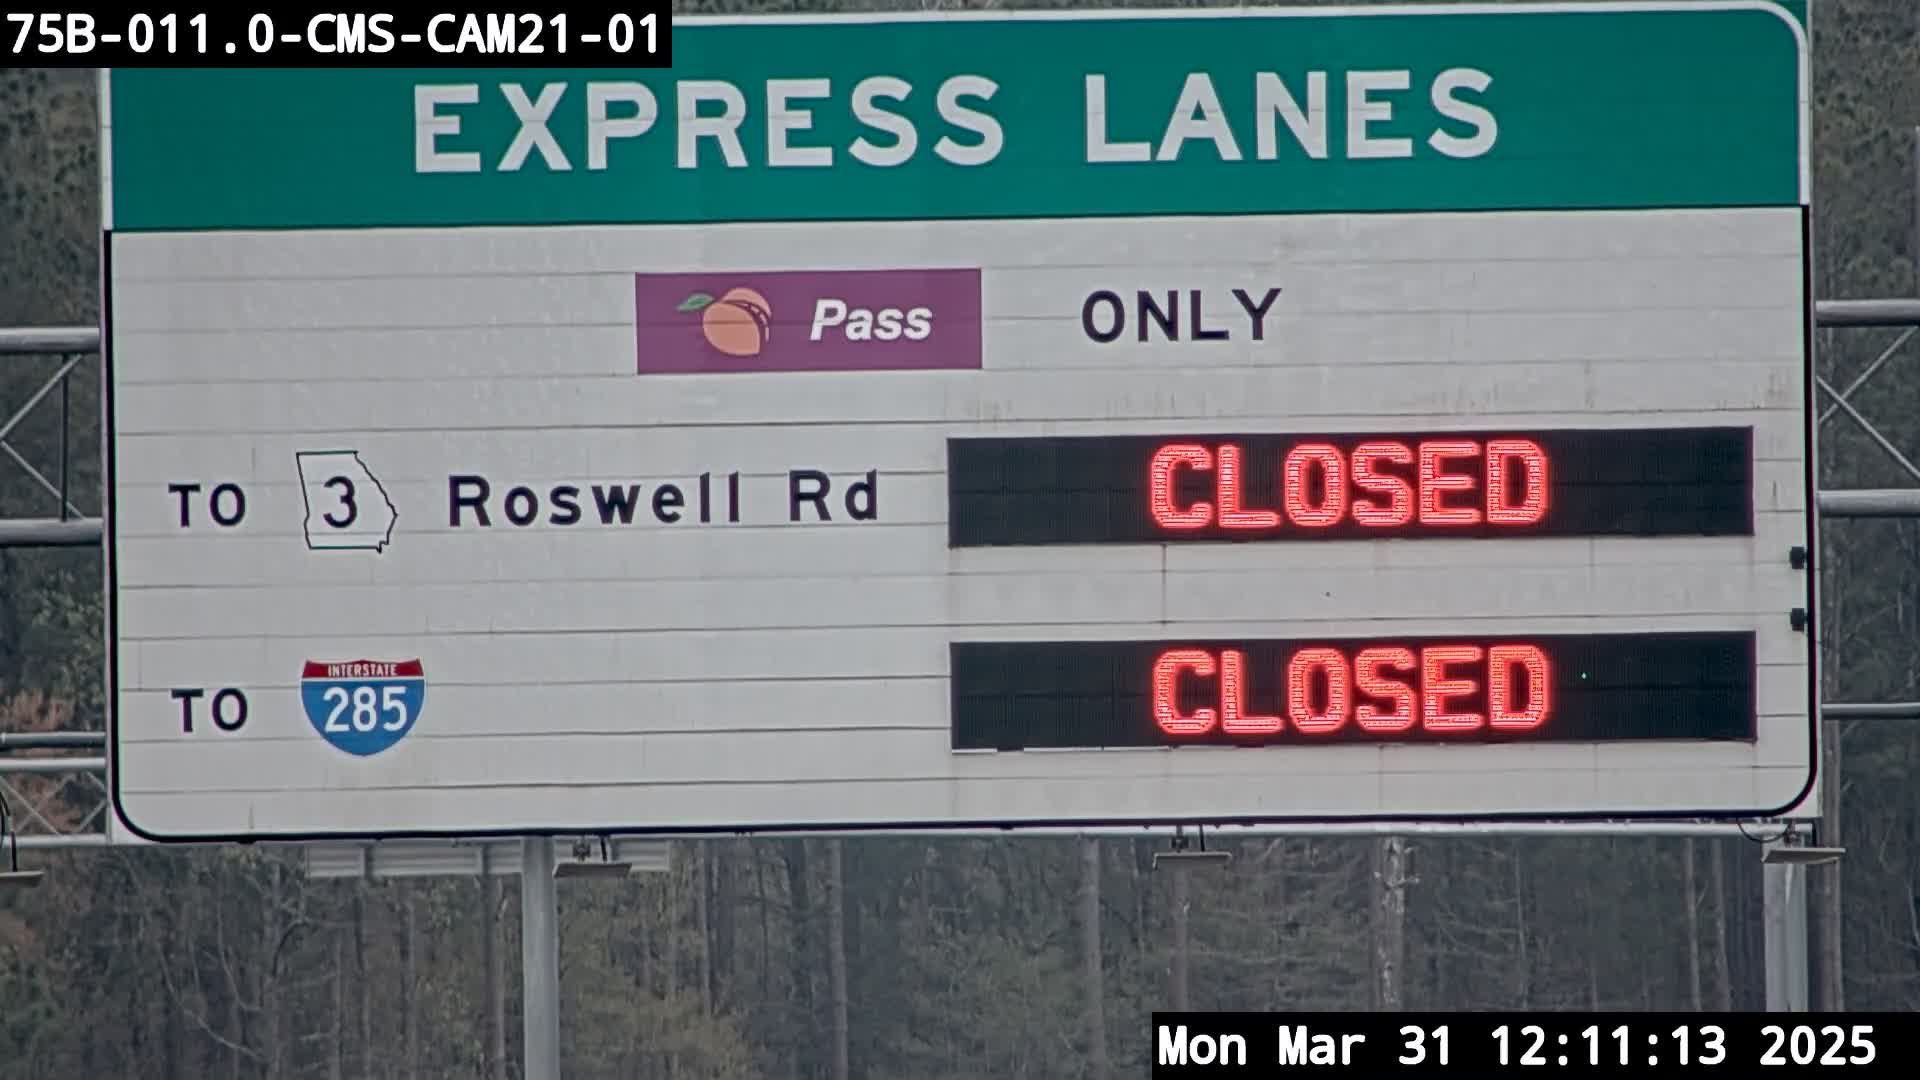 75B-011.0-CMS-CAM21-01
EXPRESS LANES
Pass ONLY
TO 3 Roswell Rd CLOSED
INTERSTATE
TO 285 CLOSED
Mon Mar 31 12:11:13 2025